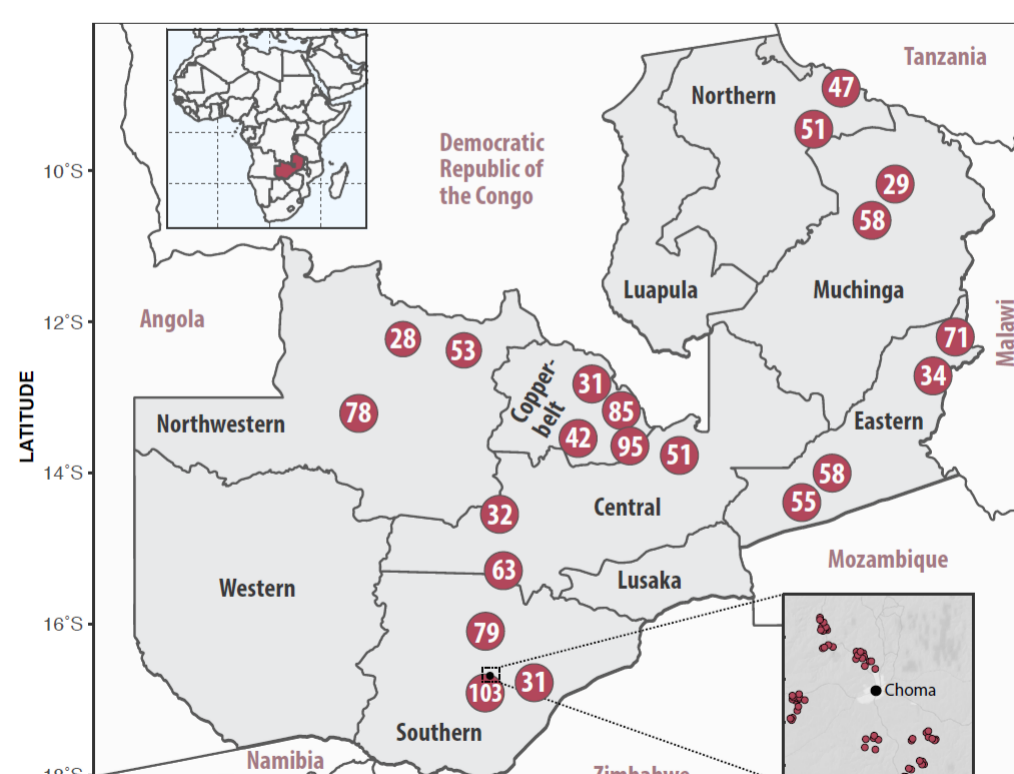 Tanzania
Northern
47
51
Democratic
Republic of
the Congo
10°S
29
58
Luapula
Muchinga
Angola
12°S
28
53
71
Malawi
34
Copper-
belt
31
85
78
Northwestern
42
95
51
Eastern
LATITUDE
14°S
58
55
32
Central
63
Mozambique
Western
Lusaka
16°S
79
103
31
Choma
Southern
Namibia
Zimbabwe
18°S